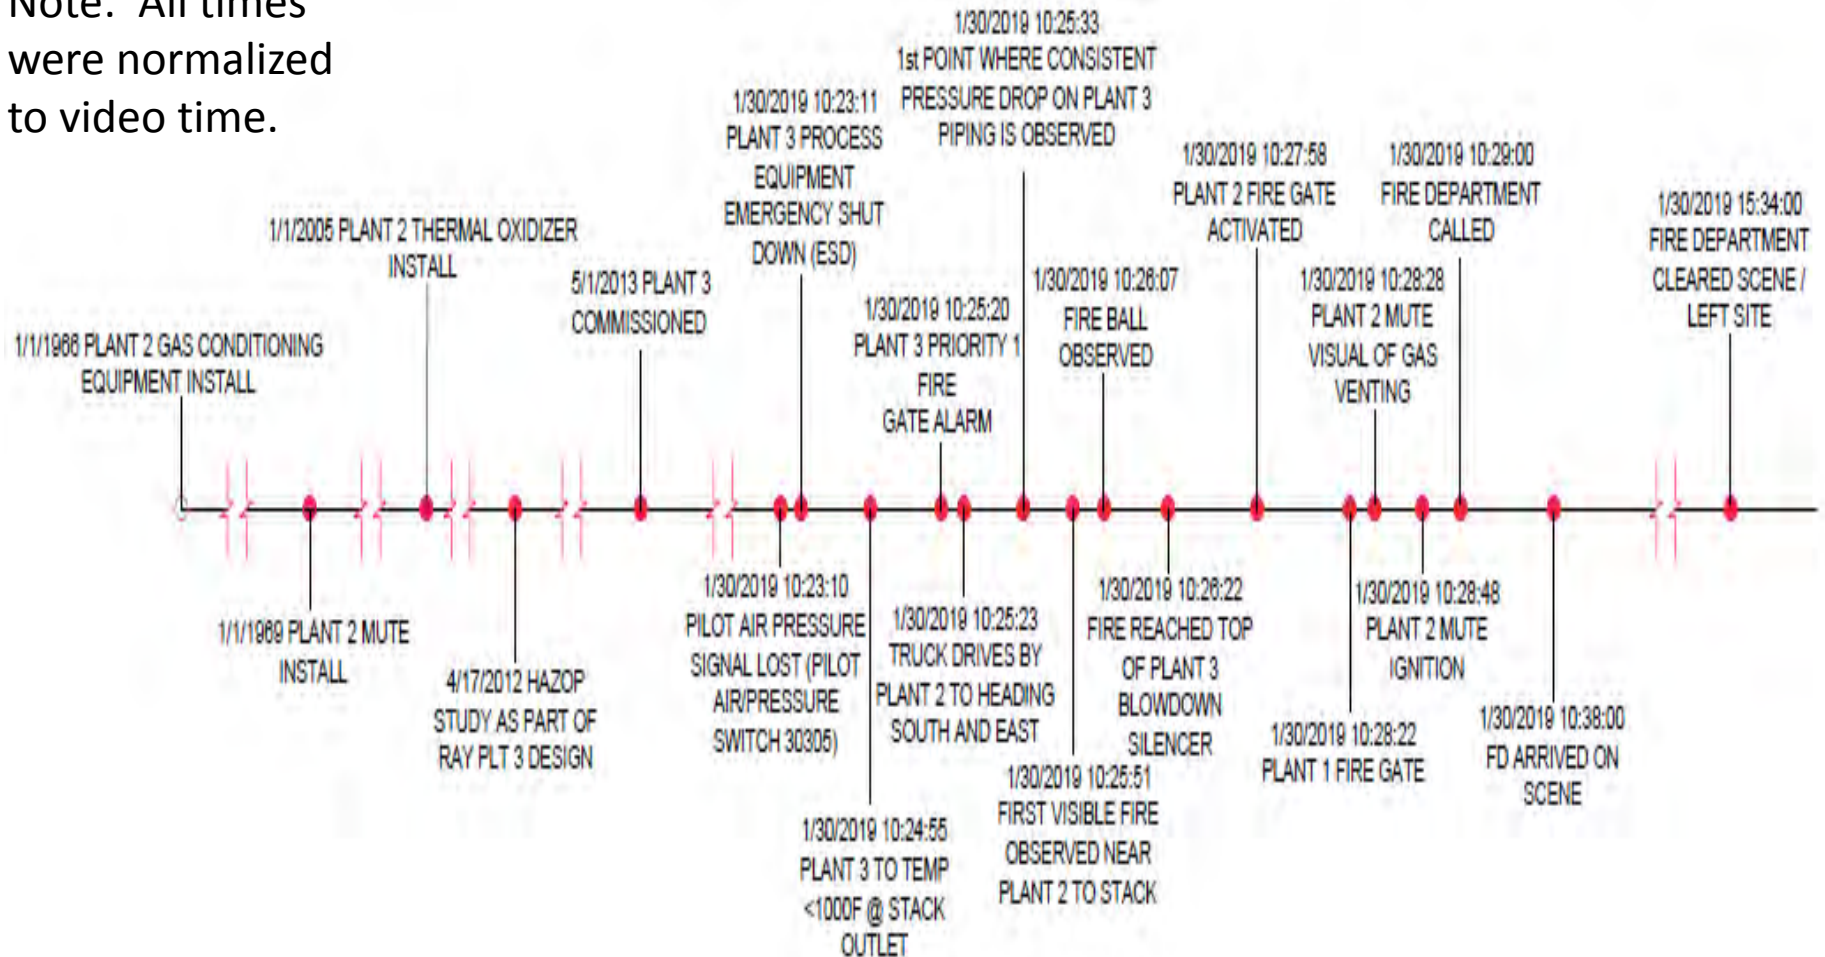 Note: All times
were normalized
to video time.
1/1/1966 PLANT 2 GAS CONDITIONING
EQUIPMENT INSTALL
1/1/1969 PLANT 2 MUTE
INSTALL
1/1/2005 PLANT 2 THERMAL OXIDIZER
INSTALL
4/17/2012 HAZOP
STUDY AS PART OF
RAY PLT 3 DESIGN
5/1/2013 PLANT 3
COMMISSIONED
1/30/2019 10:23:10
PILOT AIR PRESSURE
SIGNAL LOST (PILOT
AIR/PRESSURE
SWITCH 30305)
1/30/2019 10:23:11
PLANT 3 PROCESS
EQUIPMENT
EMERGENCY SHUT
DOWN (ESD)
1/30/2019 10:24:55
PLANT 3 TO TEMP
<1000F @ STACK
OUTLET
1/30/2019 10:25:20
PLANT 3 PRIORITY 1
FIRE
GATE ALARM
1/30/2019 10:25:23
TRUCK DRIVES BY
PLANT 2 TO HEADING
SOUTH AND EAST
1/30/2019 10:25:33
1st POINT WHERE CONSISTENT
PRESSURE DROP ON PLANT 3
PIPING IS OBSERVED
1/30/2019 10:25:51
FIRST VISIBLE FIRE
OBSERVED NEAR
PLANT 2 TO STACK
1/30/2019 10:26:07
FIRE BALL
OBSERVED
1/30/2019 10:26:22
FIRE REACHED TOP
OF PLANT 3
BLOWDOWN
SILENCER
1/30/2019 10:27:58
PLANT 2 FIRE GATE
ACTIVATED
1/30/2019 10:28:22
PLANT 1 FIRE GATE
1/30/2019 10:28:28
PLANT 2 MUTE
VISUAL OF GAS
VENTING
1/30/2019 10:28:48
PLANT 2 MUTE
IGNITION
1/30/2019 10:29:00
FIRE DEPARTMENT
CALLED
1/30/2019 10:38:00
FD ARRIVED ON
SCENE
1/30/2019 15:34:00
FIRE DEPARTMENT
CLEARED SCENE /
LEFT SITE